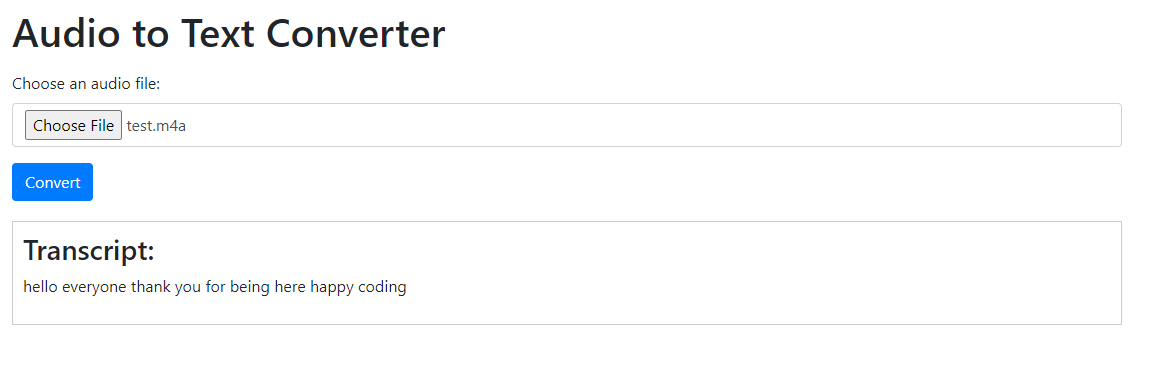 Audio to Text Converter
Choose an audio file:
Choose File test.m4a
Convert
Transcript:
hello everyone thank you for being here happy coding